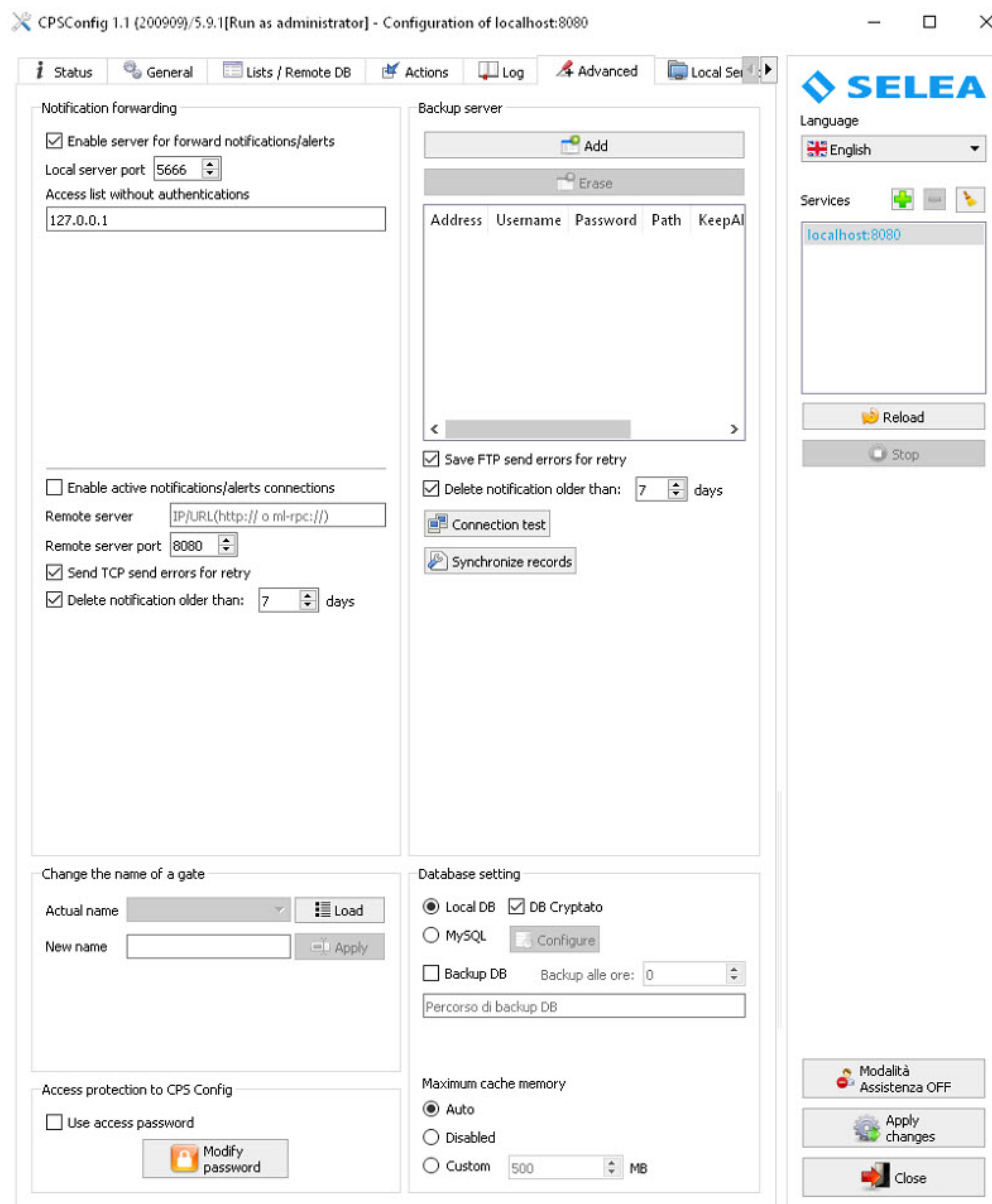 CPSConfig 1.1 (200909)/5.9.1[Run as administrator] - Configuration of localhost:8080
Status
General
Lists / Remote DB
Actions
Log
Advanced
Local Ser
Notification forwarding
Enable server for forward notifications/alerts
Local server port 5666
Access list without authentications
127.0.0.1
Enable active notifications/alerts connections
Remote server IP/URL(http:// o ml-rpc://)
Remote server port 8080
Send TCP send errors for retry
Delete notification older than: 7 days
Backup server
Add
Erase
Address Username Password Path KeepAl
Save FTP send errors for retry
Delete notification older than: 7 days
Connection test
Synchronize records
Change the name of a gate
Actual name Load
New name Apply
Access protection to CPS Config
Use access password
Modify
password
Database setting
Local DB DB Cryptato
MySQL Configure
Backup DB Backup alle ore: 0
Percorso di backup DB
Maximum cache memory
Auto
Disabled
Custom 500 MB
SELEA
Language
English
Services
localhost:8080
Reload
Stop
Modalità
Assistenza OFF
Apply
changes
Close